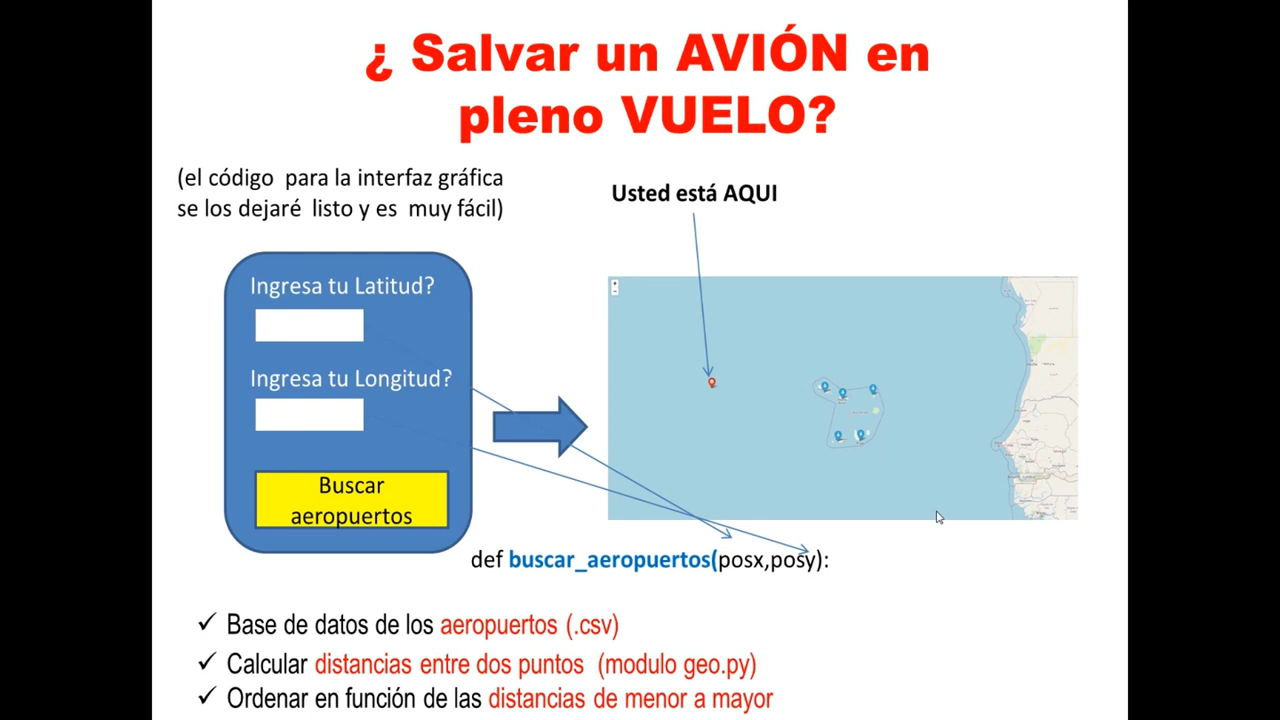 ¿ Salvar un AVIÓN en
pleno VUELO?
(el código para la interfaz gráfica
se los dejaré listo y es muy fácil)
Usted está AQUI
Ingresa tu Latitud?
Ingresa tu Longitud?
Buscar
aeropuertos
def buscar_aeropuertos(posx,posy):
✓ Base de datos de los aeropuertos (.csv)
✓ Calcular distancias entre dos puntos (modulo geo.py)
✓ Ordenar en función de las distancias de menor a mayor